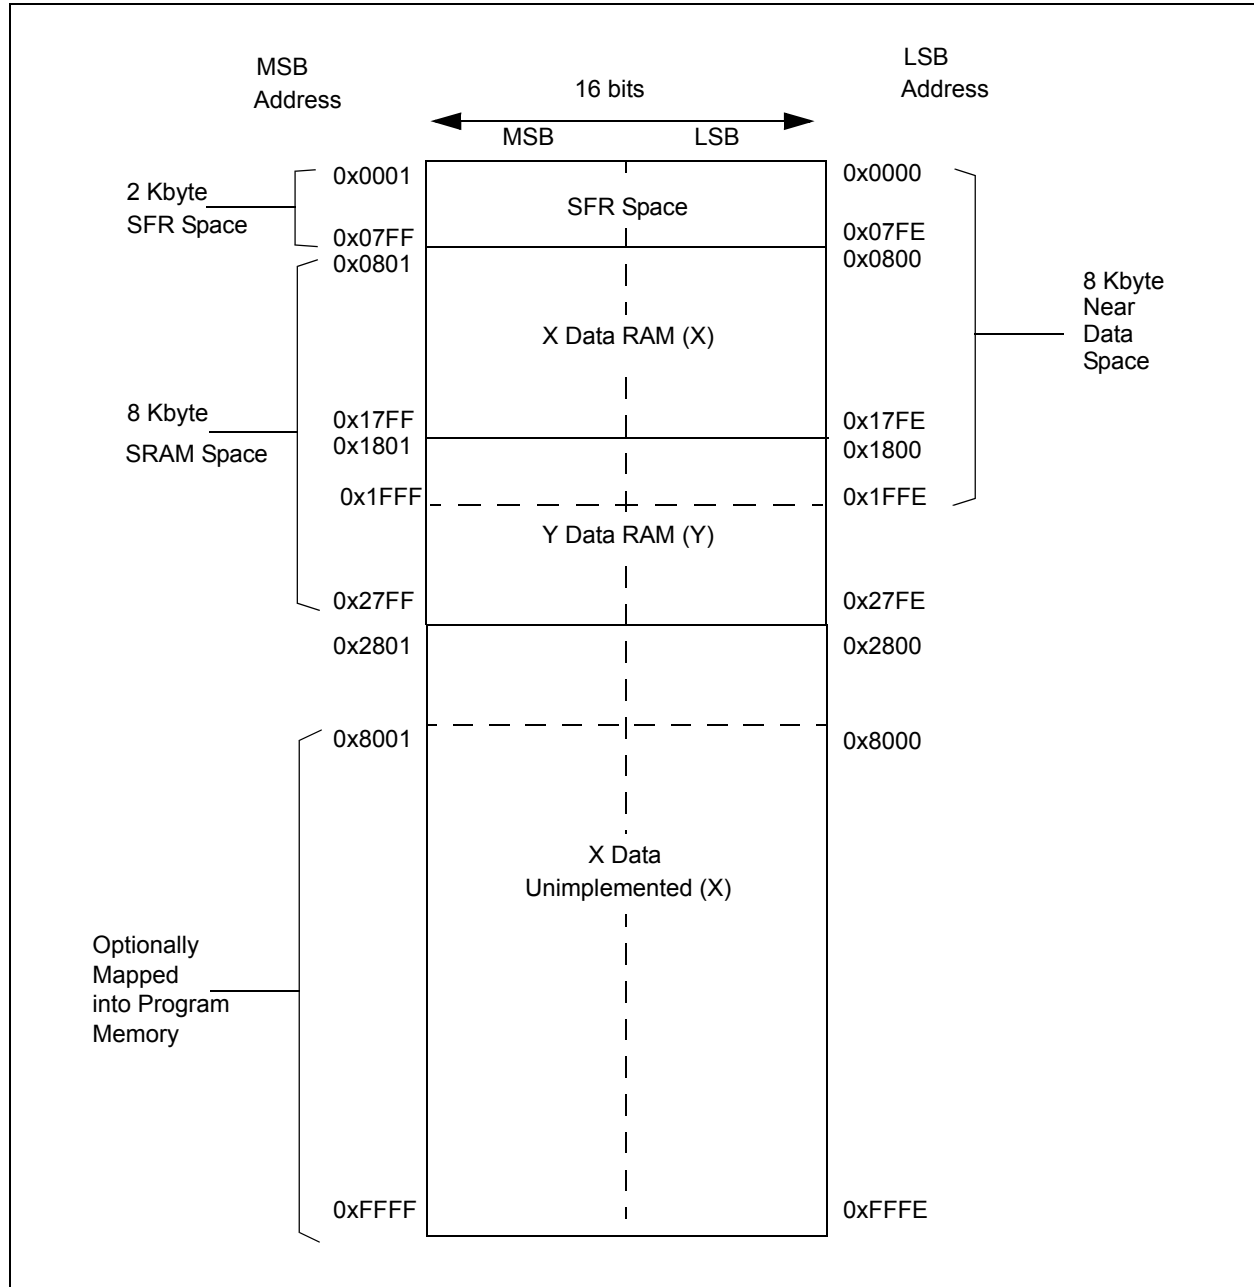 MSB
Address
16 bits
LSB
Address
MSB
LSB
2 Kbyte
SFR Space
0x0001
0x07FF
0x0801
SFR Space
0x0000
0x07FE
0x0800
8 Kbyte
Near
Data
Space
X Data RAM (X)
8 Kbyte
SRAM Space
0x17FF
0x1801
0x17FE
0x1800
0x1FFF
0x1FFE
Y Data RAM (Y)
0x27FF
0x27FE
0x2801
0x2800
0x8001
0x8000
X Data
Unimplemented (X)
Optionally
Mapped
into Program
Memory
0xFFFF
0xFFFE